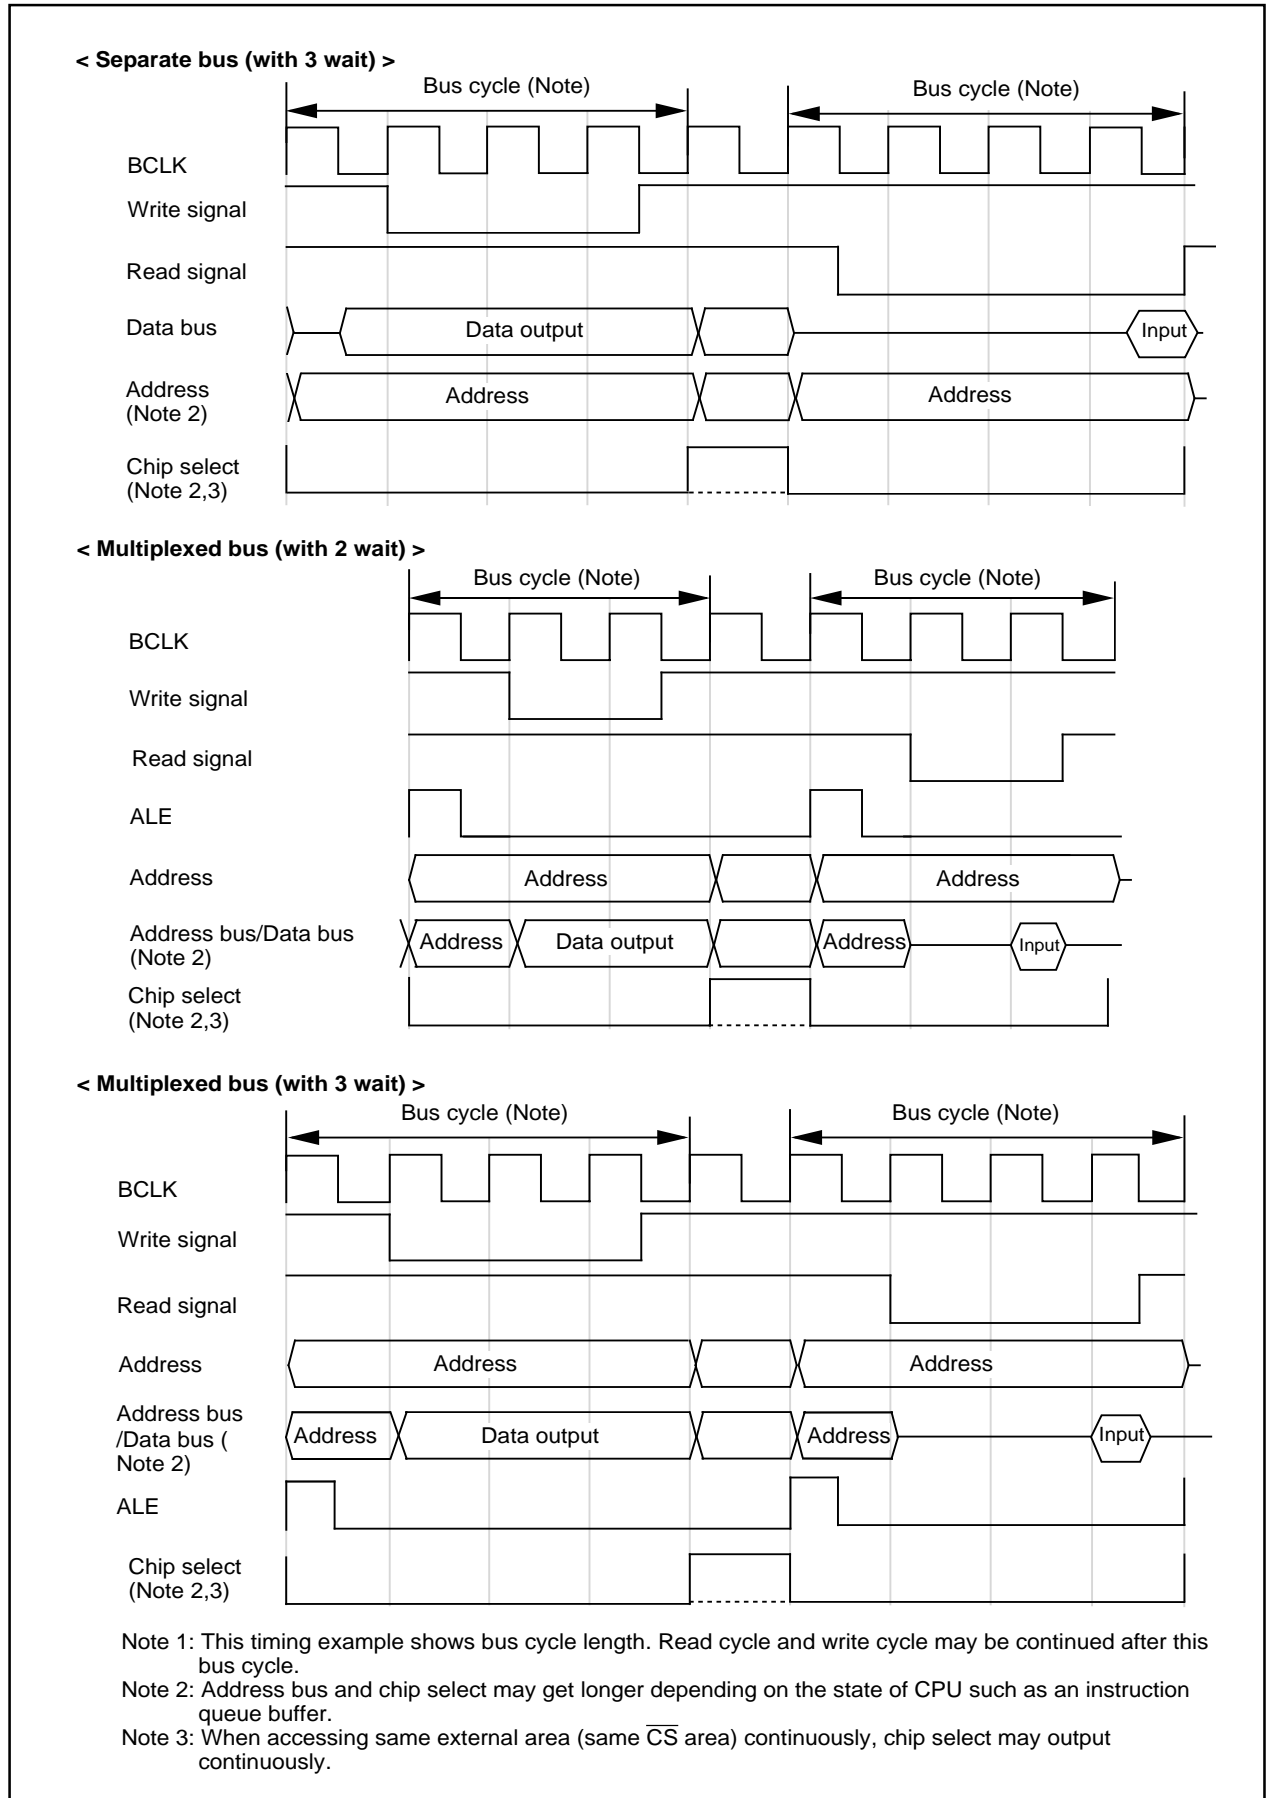 < Separate bus (with 3 wait) >
Bus cycle (Note)
Bus cycle (Note)
BCLK
Write signal
Read signal
Data bus
Data output
Input
Address
(Note 2)
Address
Address
Chip select
(Note 2,3)
< Multiplexed bus (with 2 wait) >
Bus cycle (Note)
Bus cycle (Note)
BCLK
Write signal
Read signal
ALE
Address
Address
Address
Address bus/Data bus
(Note 2)
Address
Data output
Address
Input
Chip select
(Note 2,3)
< Multiplexed bus (with 3 wait) >
Bus cycle (Note)
Bus cycle (Note)
BCLK
Write signal
Read signal
Address
Address
Address
Address bus
/Data bus (
Note 2)
Address
Data output
Address
Input
ALE
Chip select
(Note 2,3)
Note 1: This timing example shows bus cycle length. Read cycle and write cycle may be continued after this
bus cycle.
Note 2: Address bus and chip select may get longer depending on the state of CPU such as an instruction
queue buffer.
Note 3: When accessing same external area (same C̅S̅ area) continuously, chip select may output
continuously.